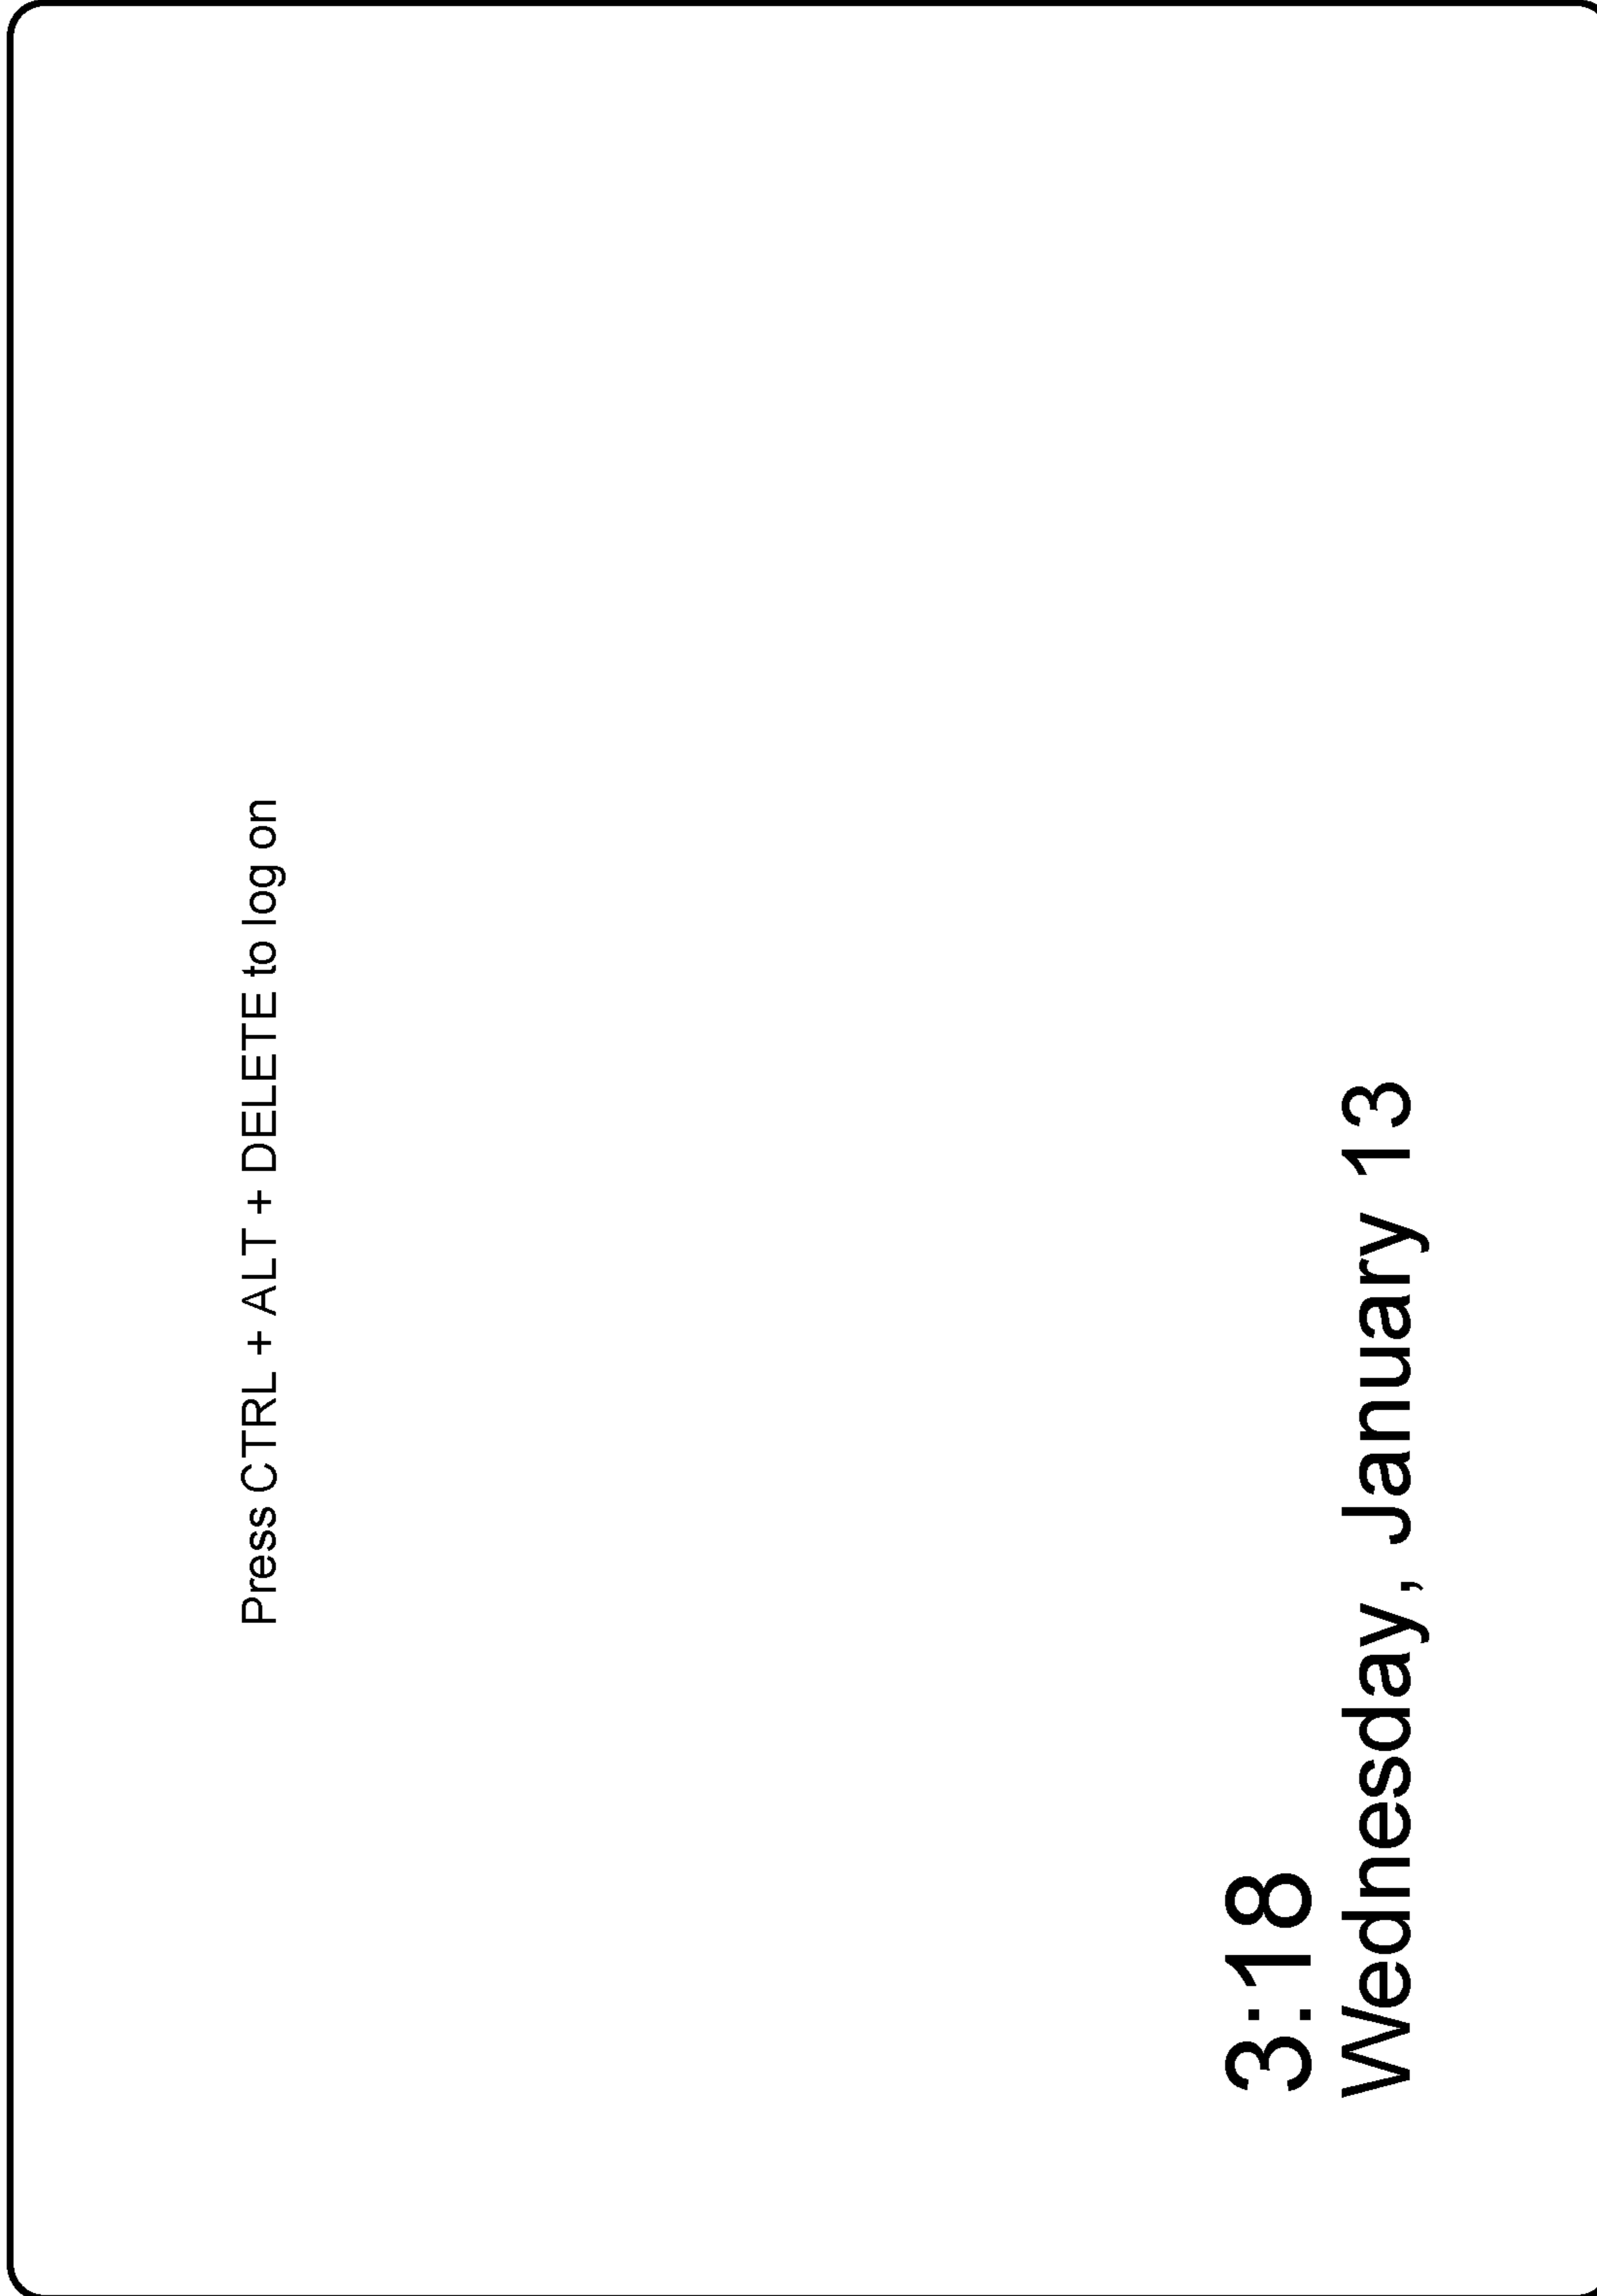 Press CTRL + ALT + DELETE to log on
3:18
Wednesday, January 13